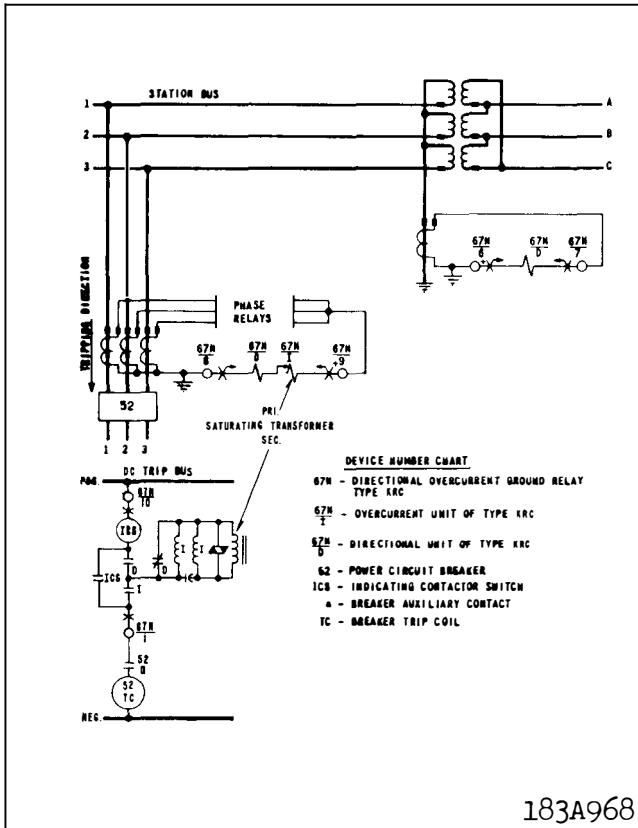 STATION BUS
1
2
3
A
B
C
67N
6
+
67N
D
67N
7
TRIPPING DIRECTION
PHASE
RELAYS
67N
8
67N
D
67N
I
67N
+9
52
PRI.
SATURATING TRANSFORMER
SEC.
1 2 3
DC TRIP BUS
POS.
67N
10
ICS
ICS
D
I
D
I
I
67N
1
52
a
52
TC
NEG.
DEVICE NUMBER CHART
67N - DIRECTIONAL OVERCURRENT GROUND RELAY
TYPE KRC
67N
I - OVERCURRENT UNIT OF TYPE KRC
67N
D - DIRECTIONAL UNIT OF TYPE KRC
52 - POWER CIRCUIT BREAKER
ICS - INDICATING CONTACTOR SWITCH
a - BREAKER AUXILIARY CONTACT
TC - BREAKER TRIP COIL
183A968